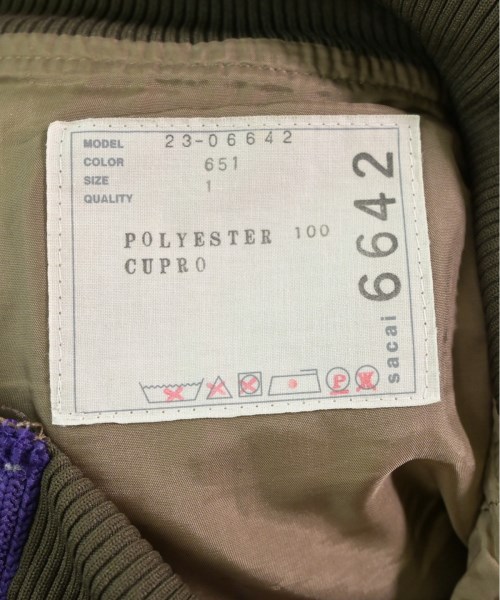 MODEL 23-06642
COLOR 651
SIZE 1
QUALITY
POLYESTER 100
CUPRO
sacai 6642
P W